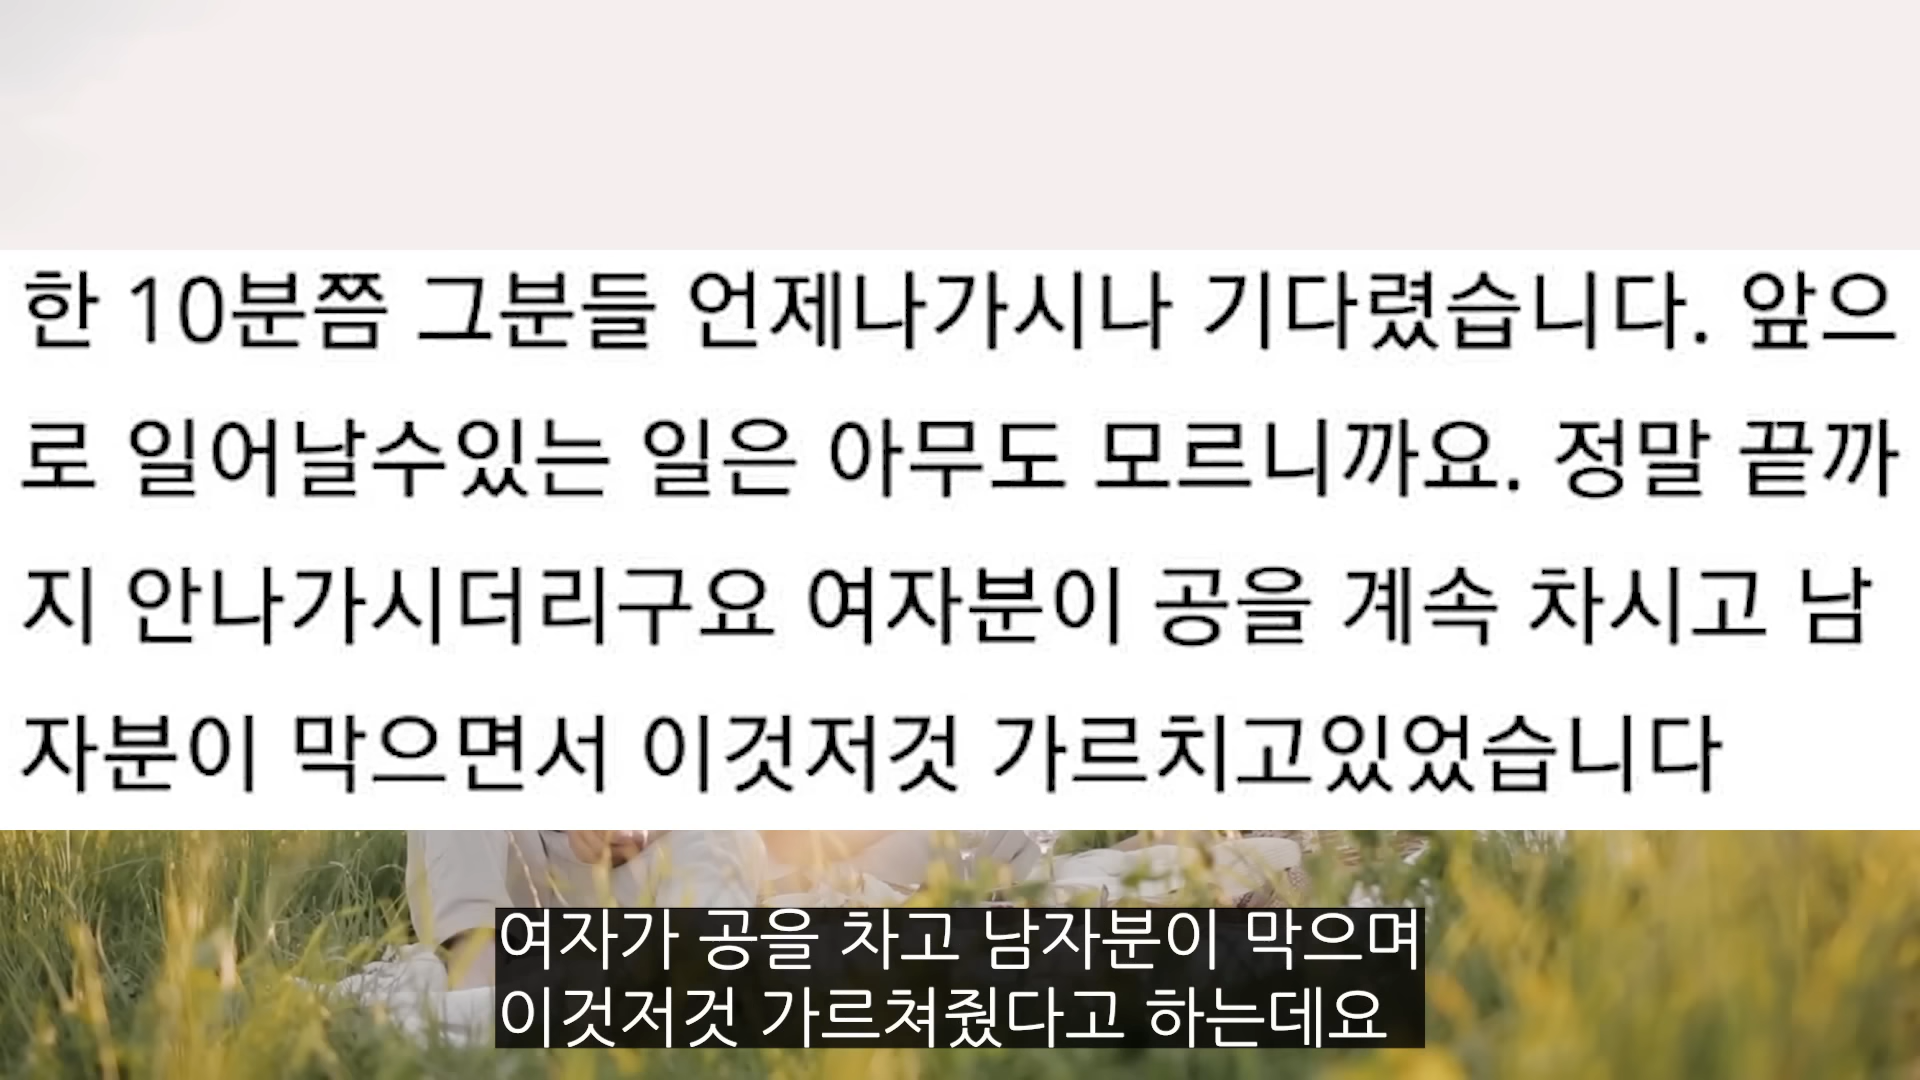 한 10분쯤 그분들 언제나가시나 기다렸습니다. 앞으
로 일어날수있는 일은 아무도 모르니까요. 정말 끝까
지 안나가시더리구요 여자분이 공을 계속 차시고 남
자분이 막으면서 이것저것 가르치고있었습니다
여자가 공을 차고 남자분이 막으며
이것저것 가르쳐줬다고 하는데요